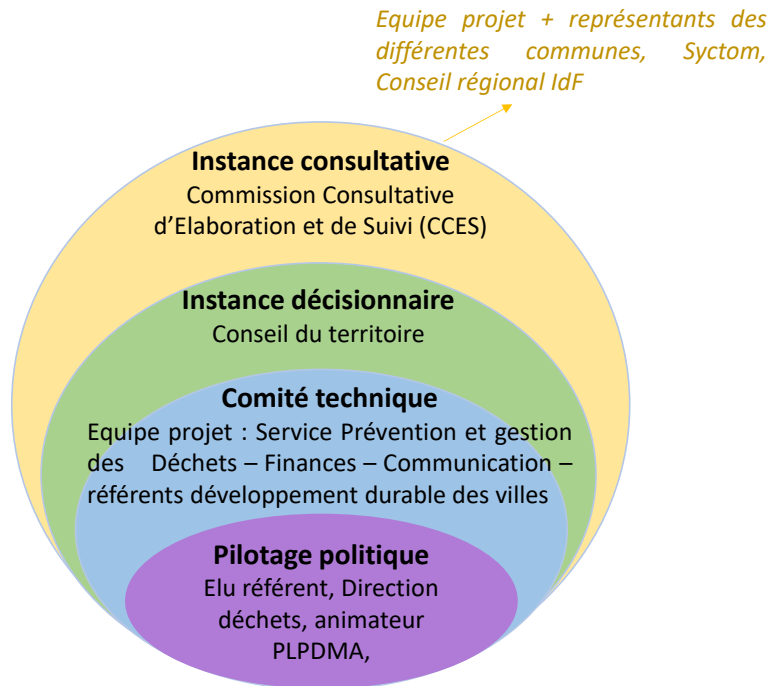 Equipe projet + représentants des
différentes communes, Syctom,
Conseil régional IdF
Instance consultative
Commission Consultative
d’Elaboration et de Suivi (CCES)
Instance décisionnaire
Conseil du territoire
Comité technique
Equipe projet : Service Prévention et gestion
des Déchets – Finances – Communication –
référents développement durable des villes
Pilotage politique
Elu référent, Direction
déchets, animateur
PLPDMA,